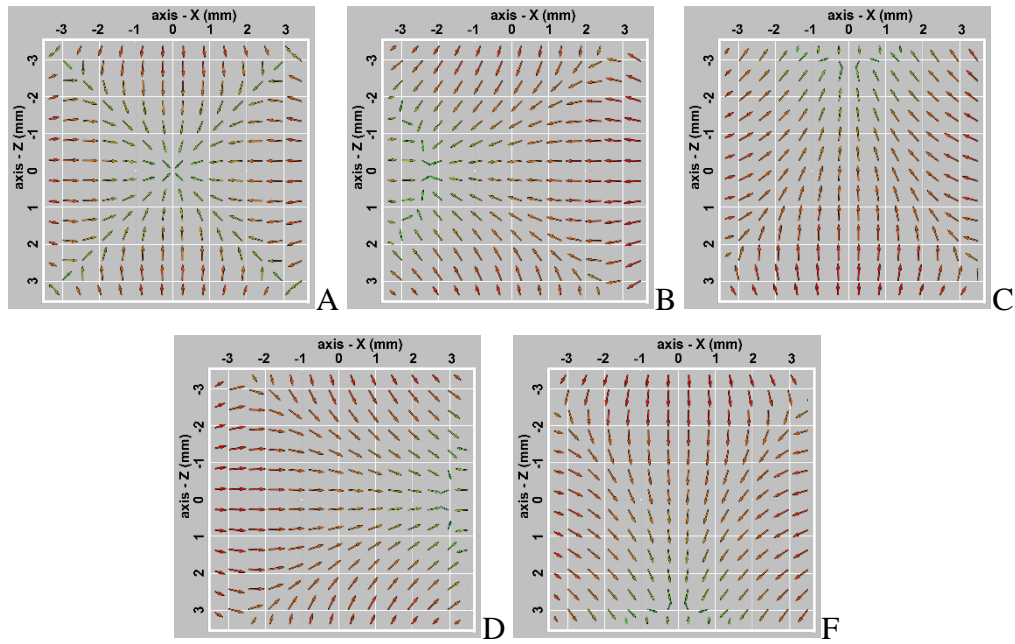 axis - X (mm) axis - X (mm) axis - X (mm)
-3 -2 -1 0 1 2 3 -3 -2 -1 0 1 2 3 -3 -2 -1 0 1 2 3
axis - Z (mm) -3 -2 -1 0 1 2 3 A
axis - Z (mm) -3 -2 -1 0 1 2 3 B
axis - Z (mm) -3 -2 -1 0 1 2 3 C
axis - X (mm) axis - X (mm)
-3 -2 -1 0 1 2 3 -3 -2 -1 0 1 2 3
axis - Z (mm) -3 -2 -1 0 1 2 3 D
axis - Z (mm) -3 -2 -1 0 1 2 3 F